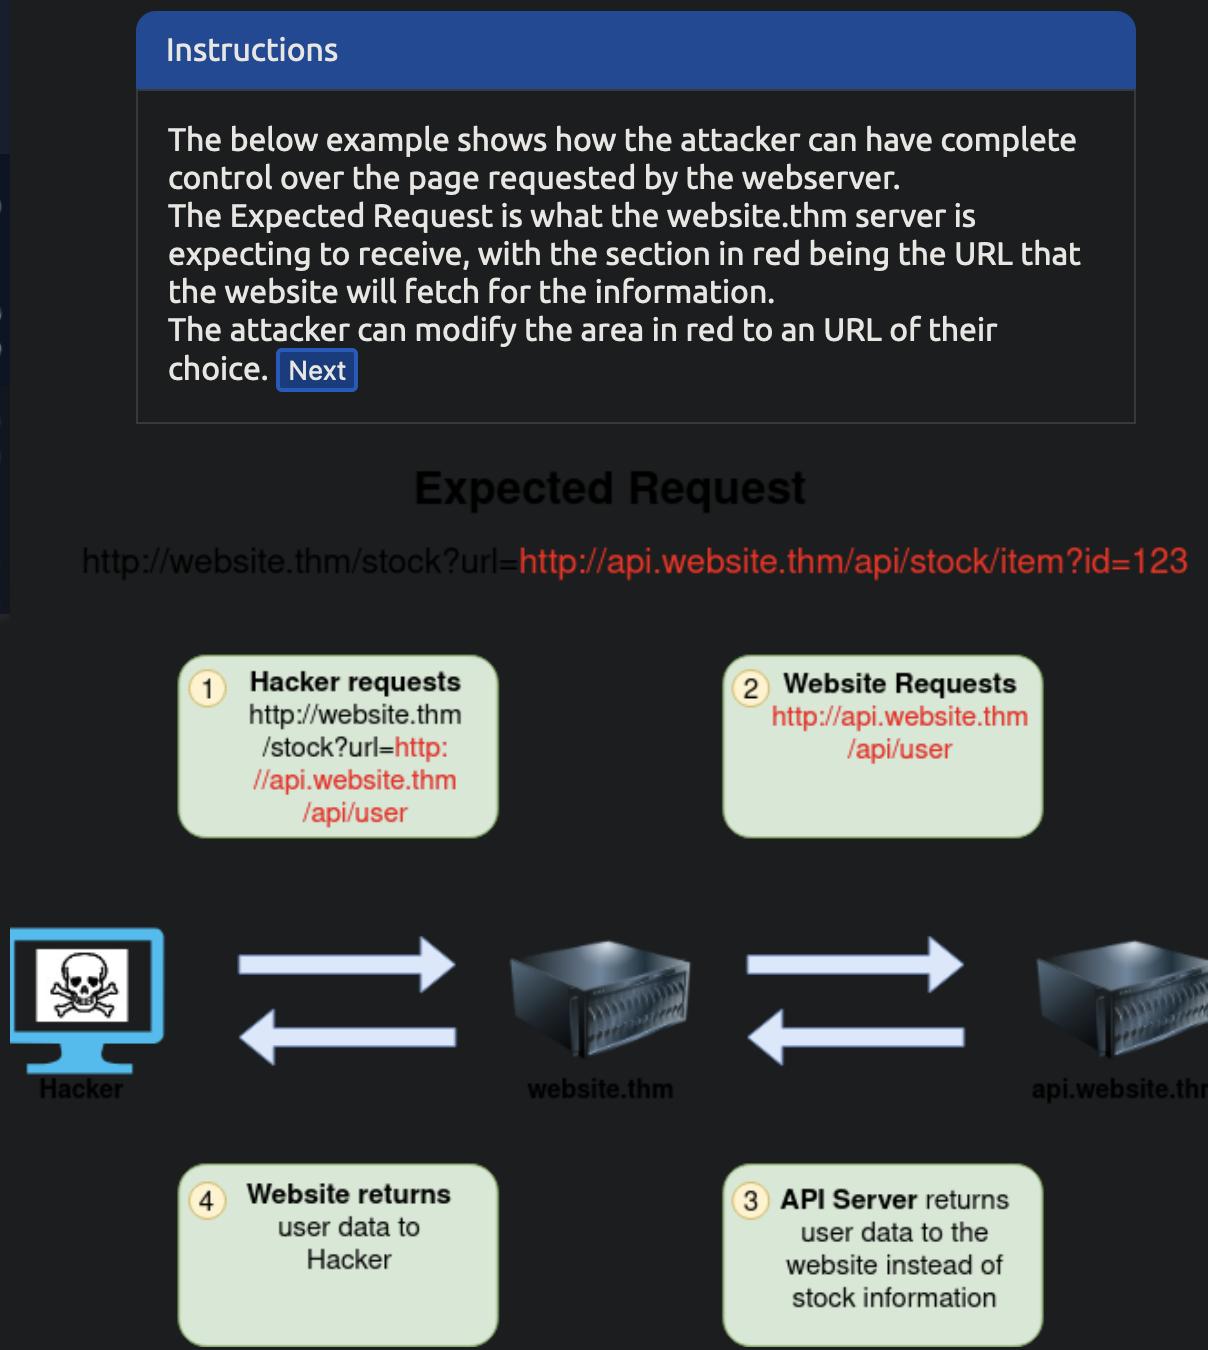 Instructions
The below example shows how the attacker can have complete
control over the page requested by the webserver.
The Expected Request is what the website.thm server is
expecting to receive, with the section in red being the URL that
the website will fetch for the information.
The attacker can modify the area in red to an URL of their
choice. Next
Expected Request
http://website.thm/stock?url=http://api.website.thm/api/stock/item?id=123
1
Hacker requests
http://website.thm
/stock?url=http:
//api.website.thm
/api/user
2
Website Requests
http://api.website.thm
/api/user
Hacker
website.thm
api.website.th
4
Website returns
user data to
Hacker
3
API Server returns
user data to the
website instead of
stock information